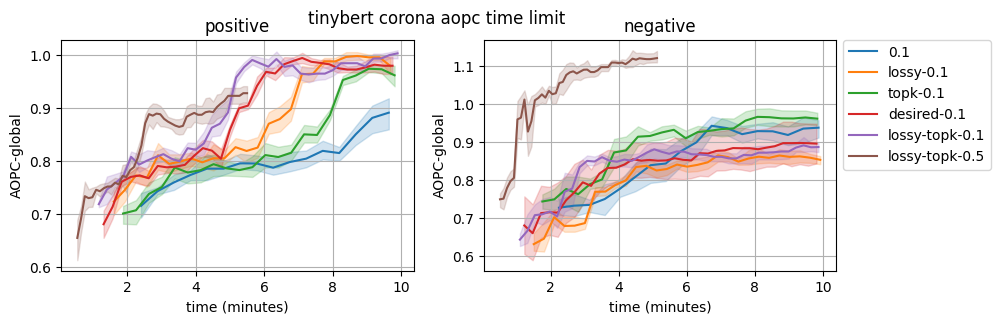 tinybert corona aopc time limit
positive
negative
AOPC-global
1.0
0.9
0.8
0.7
0.6
2
4
6
8
10
time (minutes)
AOPC-global
1.1
1.0
0.9
0.8
0.7
0.6
2
4
6
8
10
time (minutes)
0.1
lossy-0.1
topk-0.1
desired-0.1
lossy-topk-0.1
lossy-topk-0.5